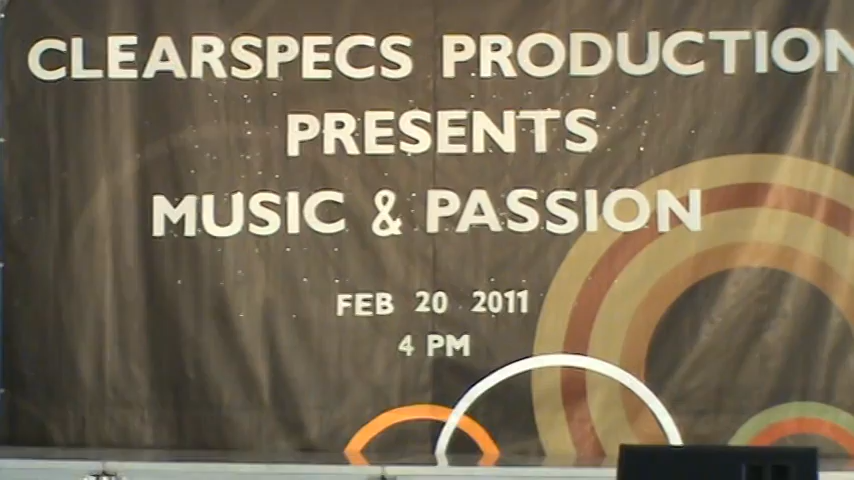 CLEARSPECS PRODUCTION
PRESENTS
MUSIC & PASSION
FEB 20 2011
4 PM